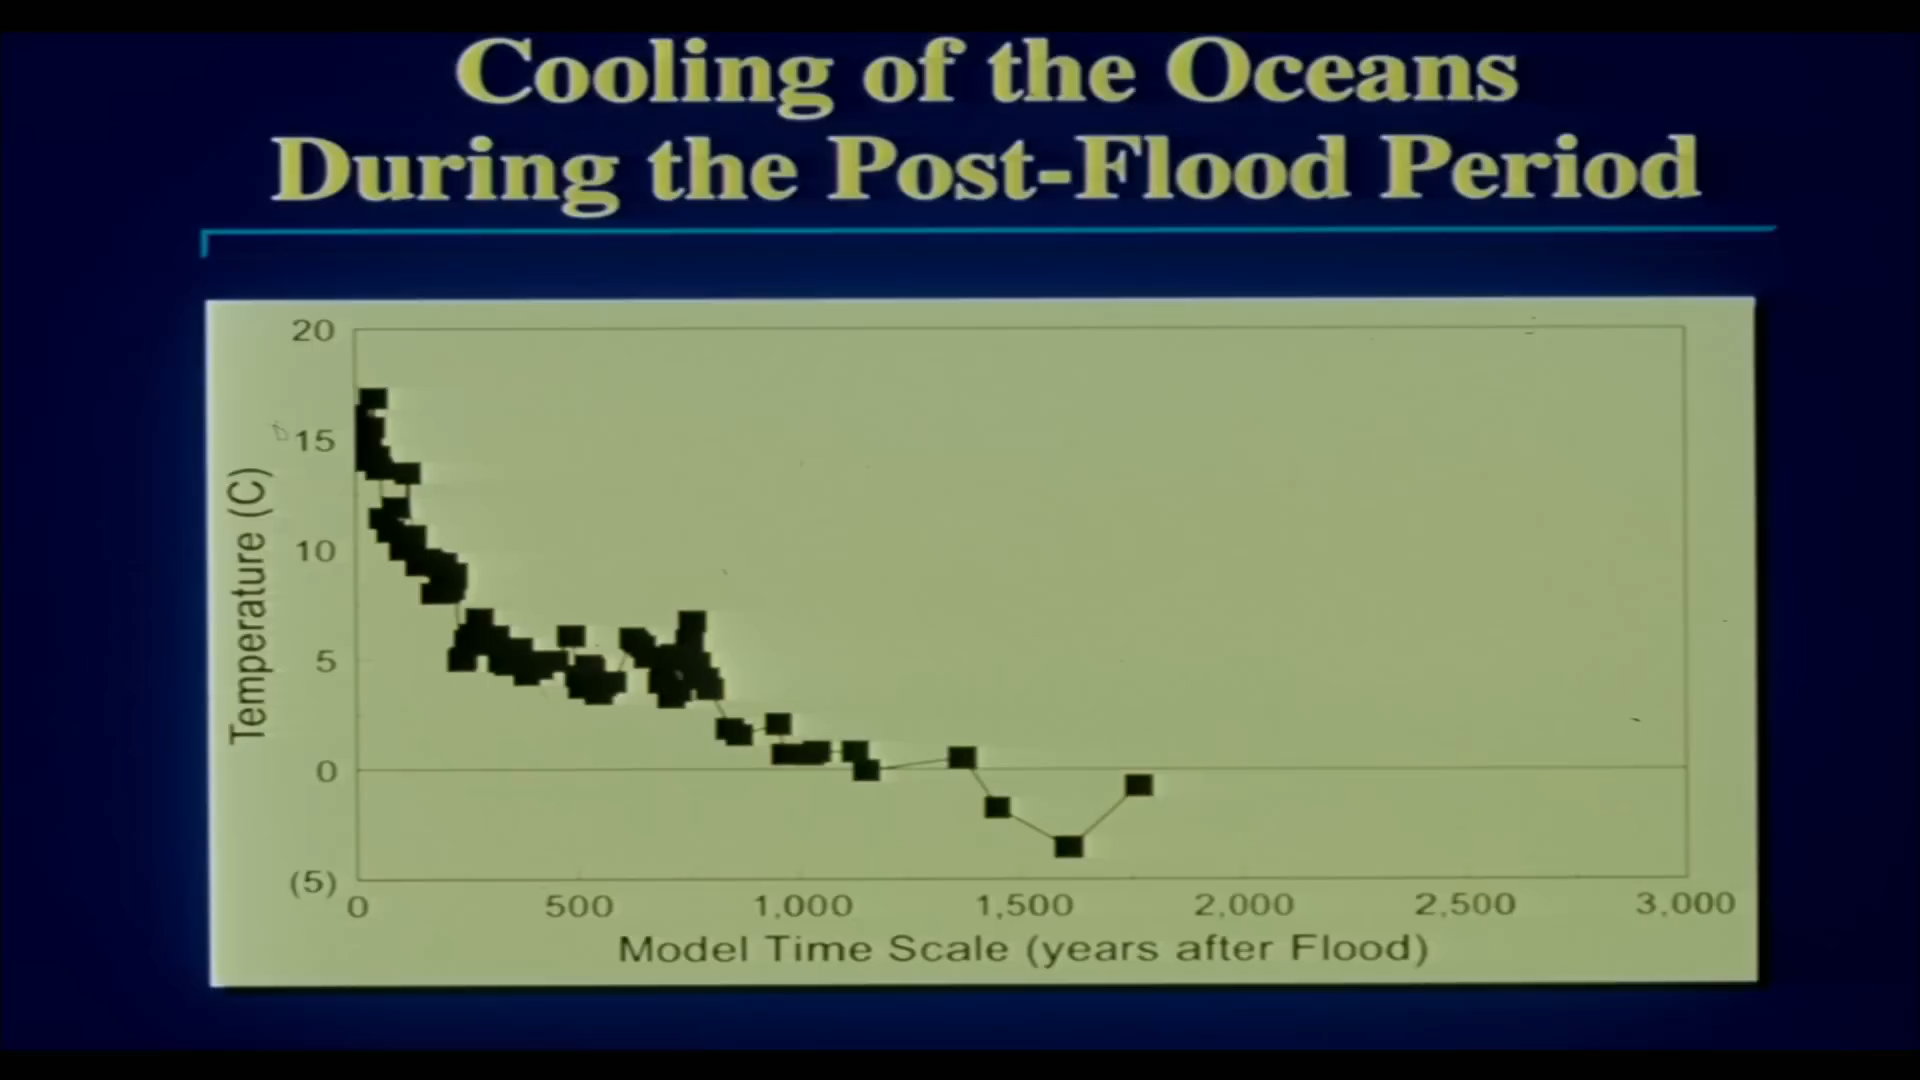 Cooling of the Oceans
During the Post-Flood Period
20
15
10
5
0
(5)
Temperature (C)
0 500 1,000 1,500 2,000 2,500 3,000
Model Time Scale (years after Flood)